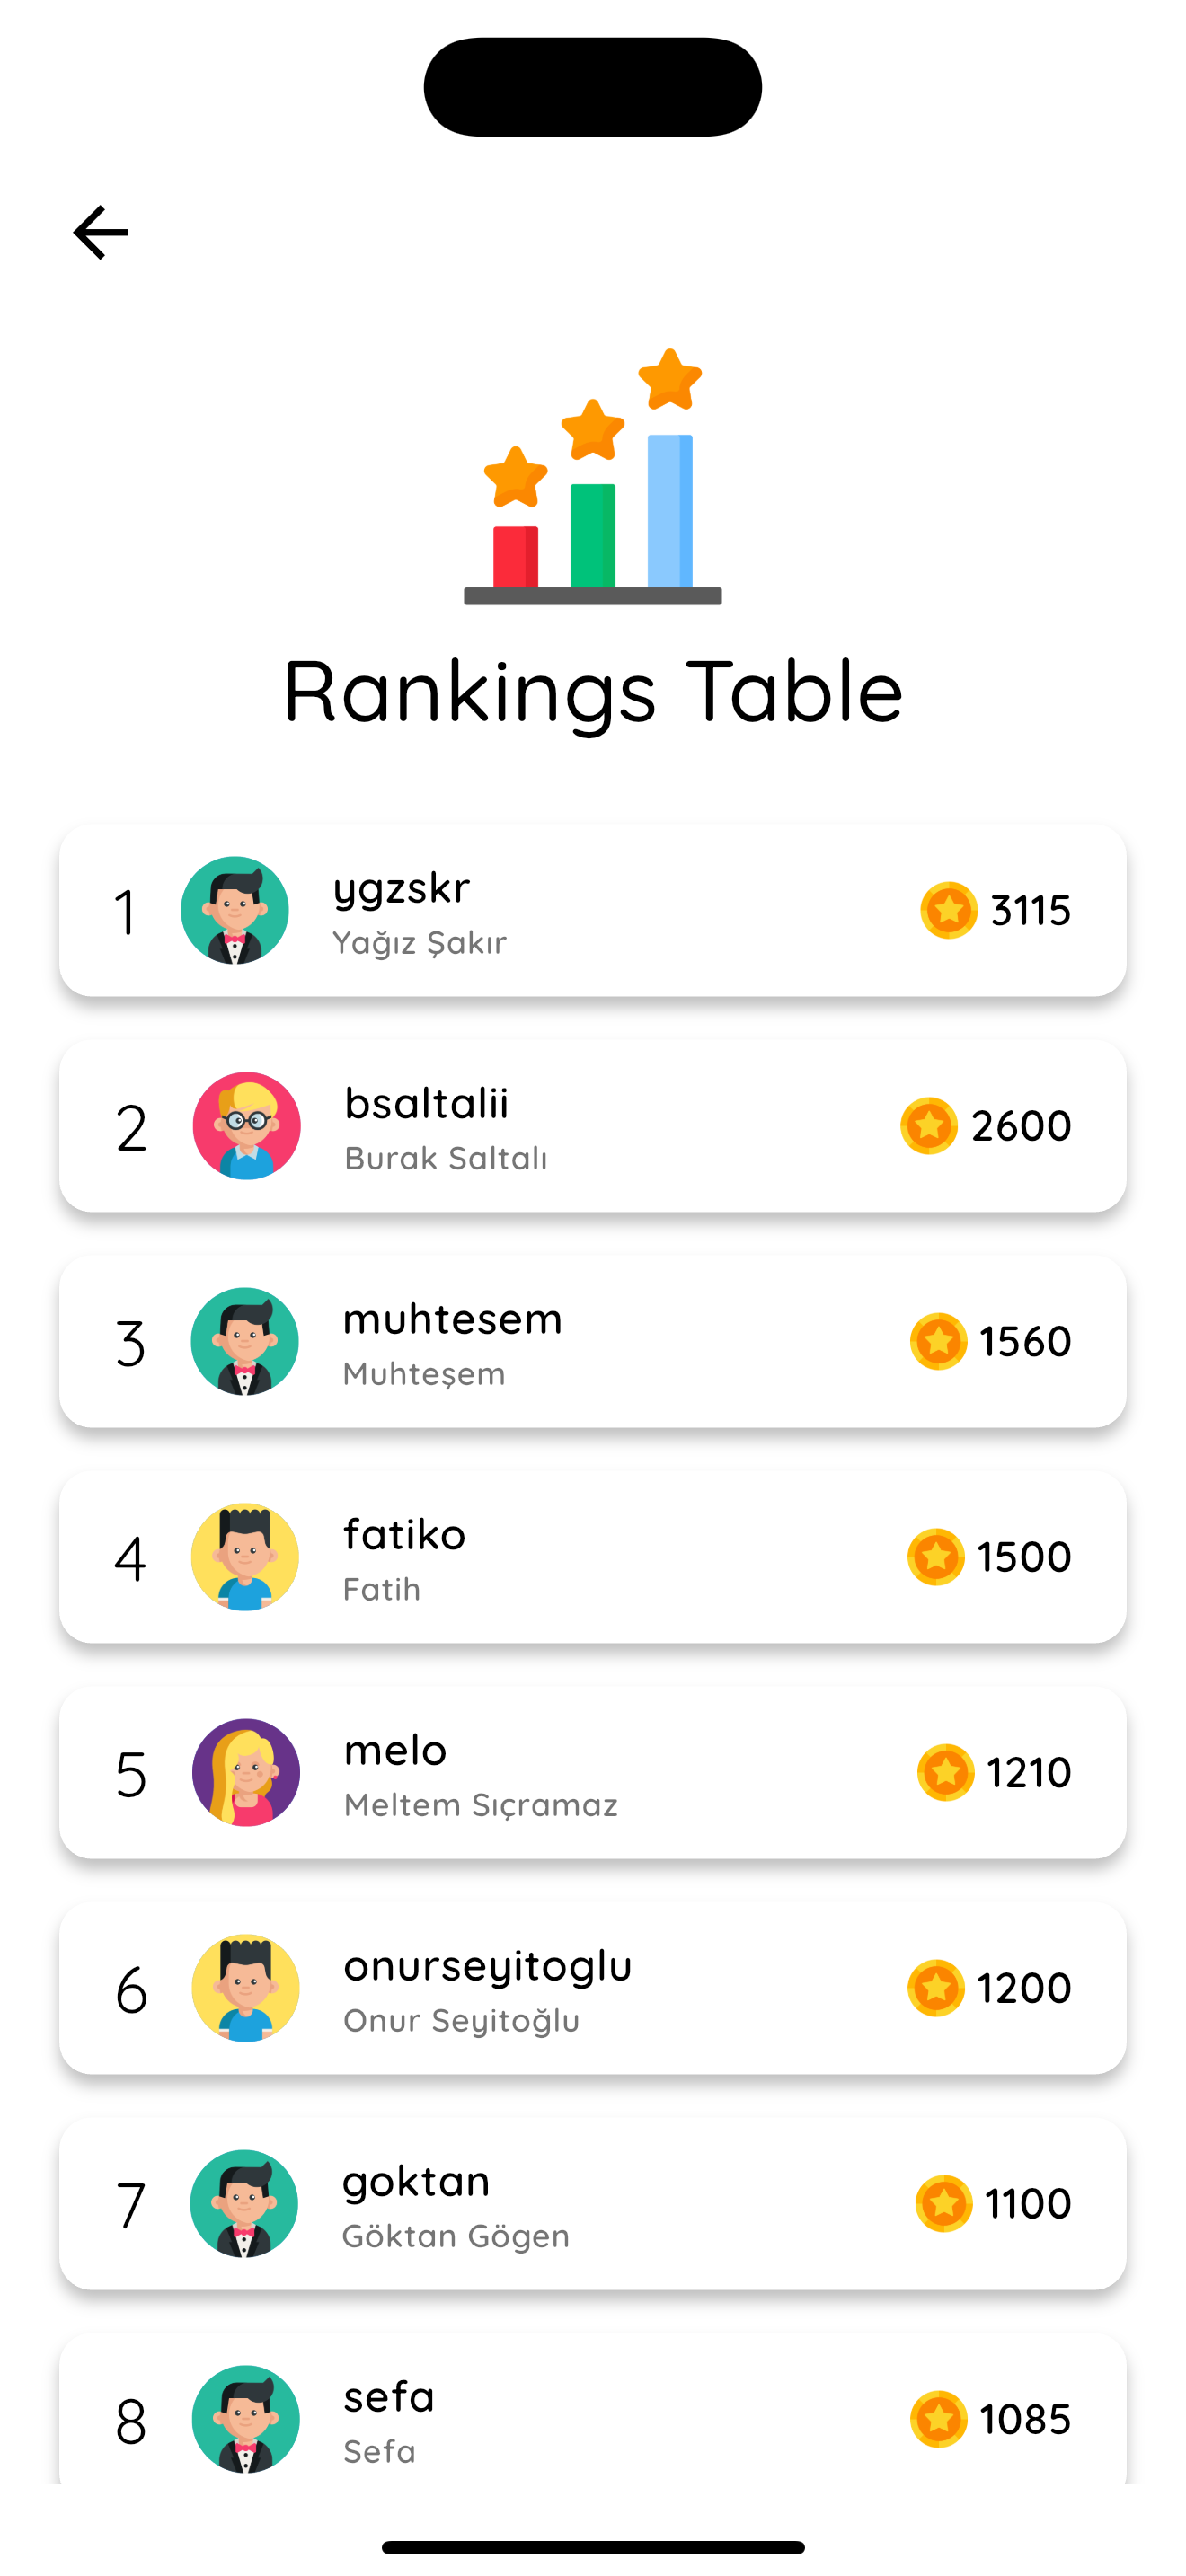 Rankings Table
1
ygzskr
Yağız Şakır
3115
2
bsaltalii
Burak Saltalı
2600
3
muhtesem
Muhteşem
1560
4
fatiko
Fatih
1500
5
melo
Meltem Sıçramaz
1210
6
onurseyitoglu
Onur Seyitoğlu
1200
7
goktan
Göktan Gögen
1100
8
sefa
Sefa
1085